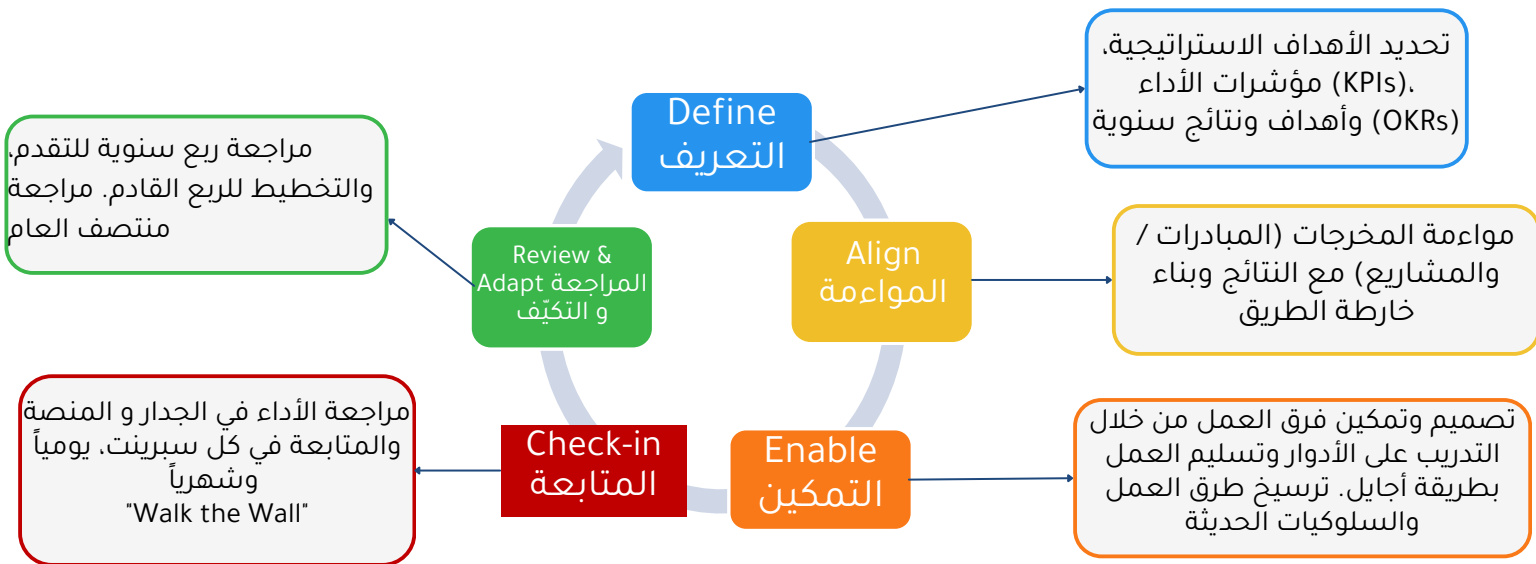 Define
التعريف
تحديد الأهداف الاستراتيجية،
مؤشرات الأداء (KPIs)،
وأهداف ونتائج سنوية (OKRs)
Align
المواءمة
مواءمة المخرجات (المبادرات /
والمشاريع) مع النتائج وبناء
خارطة الطريق
Enable
التمكين
تصميم وتمكين فرق العمل من خلال
التدريب على الأدوار وتسليم العمل
بطريقة أجايل. ترسيخ طرق العمل
والسلوكيات الحديثة
Check-in
المتابعة
مراجعة الأداء في الجدار و المنصة
والمتابعة في كل سبرينت، يومياً
وشهرياً
"Walk the Wall"
Review &
Adapt المراجعة
و التكيّف
مراجعة ربع سنوية للتقدم،
والتخطيط للربع القادم. مراجعة
منتصف العام